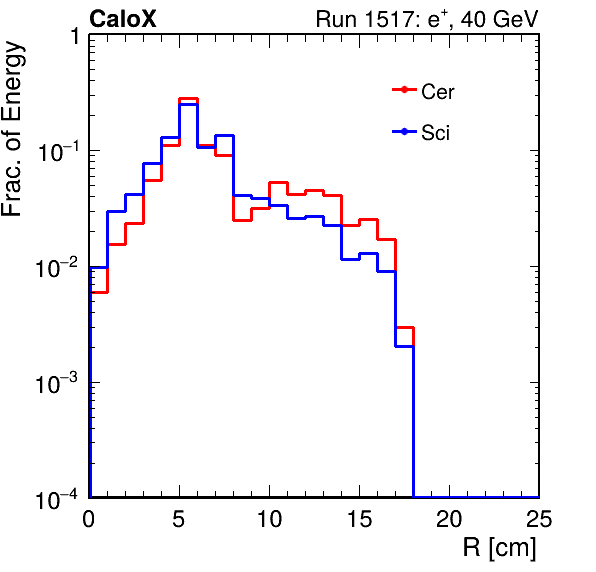 CaloX Run 1517: e⁺, 40 GeV
Frac. of Energy
1
10⁻¹
10⁻²
10⁻³
10⁻⁴
Cer
Sci
0 5 10 15 20 25
R [cm]